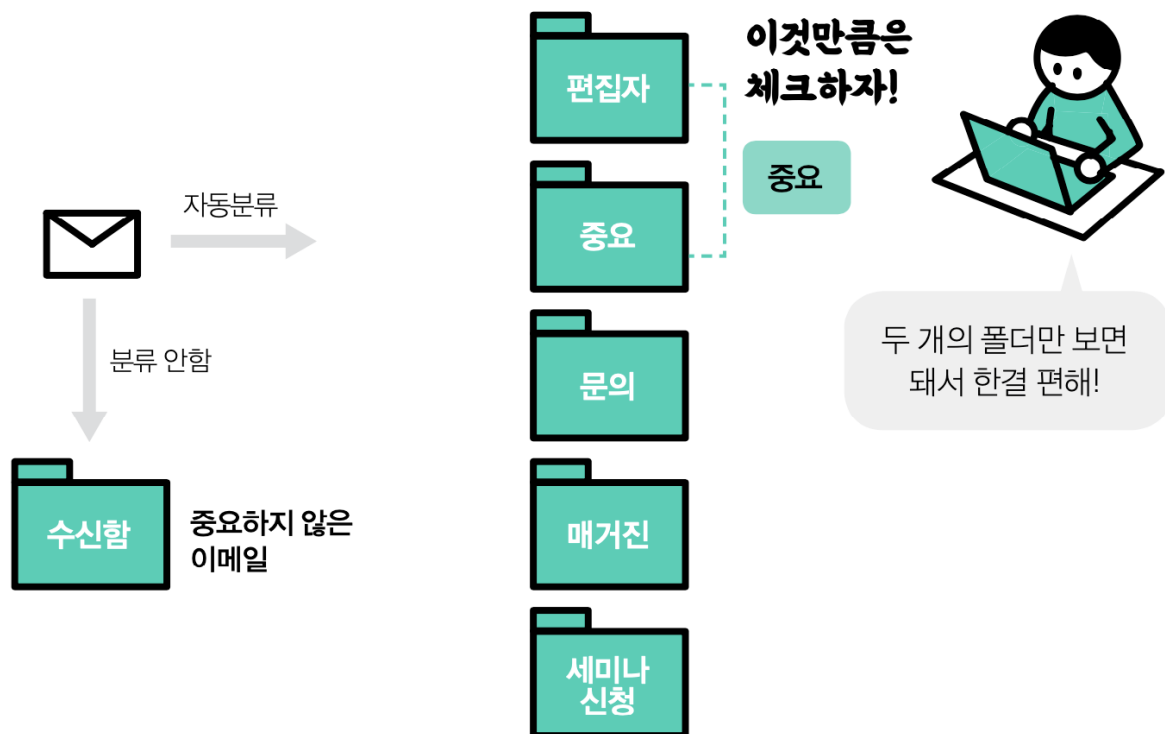 이것만큼은
체크하자!
편집자
중요
자동분류
중요
두 개의 폴더만 보면
돼서 한결 편해!
분류 안함
문의
수신함
중요하지 않은
이메일
매거진
세미나
신청